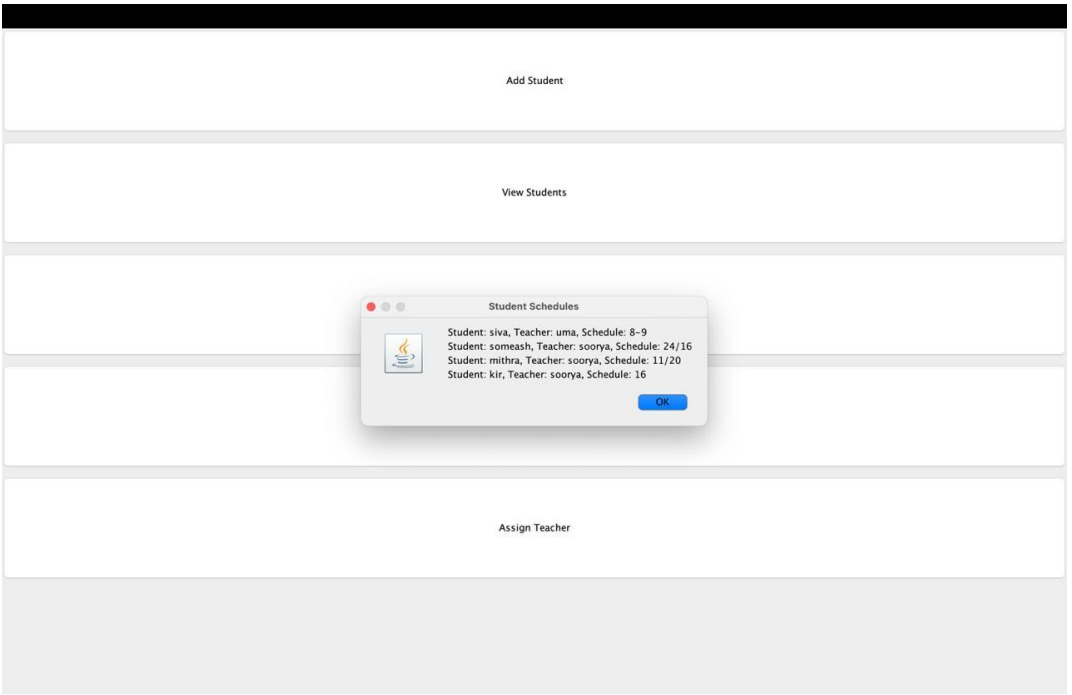 Add Student
View Students
Student Schedules
Student: siva, Teacher: uma, Schedule: 8-9
Student: someash, Teacher: soorya, Schedule: 24/16
Student: mithra, Teacher: soorya, Schedule: 11/20
Student: kir, Teacher: soorya, Schedule: 16
OK
Assign Teacher